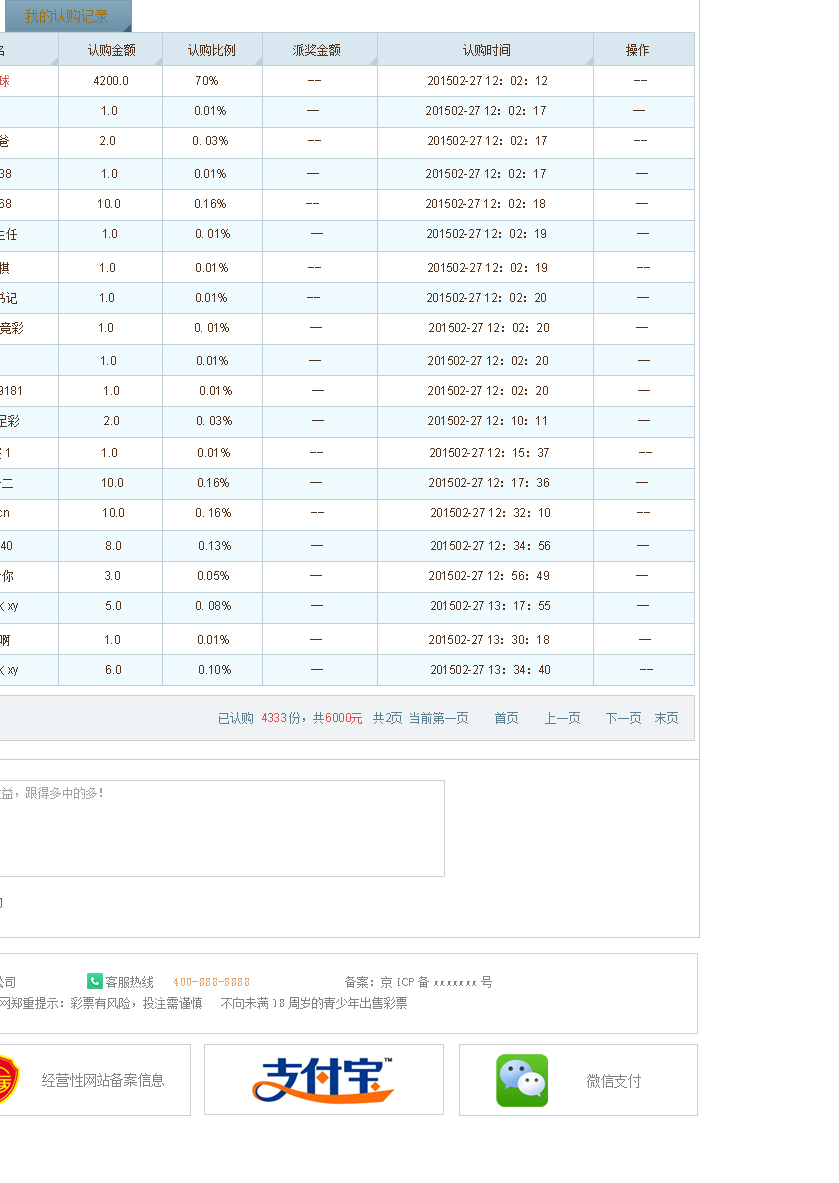 我的认购记录
名 认购金额 认购比例 派奖金额 认购时间 操作
球 4200.0 70% -- 201502-27 12：02：12 --
1.0 0.01% — 201502-27 12：02：17 —
爸 2.0 0.03% -- 201502-27 12：02：17 --
38 1.0 0.01% — 201502-27 12：02：17 —
68 10.0 0.16% -- 201502-27 12：02：18 —
主任 1.0 0.01% — 201502-27 12：02：19 —
棋 1.0 0.01% -- 201502-27 12：02：19 --
书记 1.0 0.01% -- 201502-27 12：02：20 —
竟彩 1.0 0.01% — 201502-27 12：02：20 —
1.0 0.01% — 201502-27 12：02：20 —
9181 1.0 0.01% — 201502-27 12：02：20 —
足彩 2.0 0.03% — 201502-27 12：10：11 —
1 1.0 0.01% -- 201502-27 12：15：37 --
二 10.0 0.16% — 201502-27 12：17：36 —
cn 10.0 0.16% -- 201502-27 12：32：10 --
40 8.0 0.13% — 201502-27 12：34：56 —
你 3.0 0.05% — 201502-27 12：56：49 —
xy 5.0 0.08% — 201502-27 13：17：55 —
啊 1.0 0.01% — 201502-27 13：30：18 —
xy 6.0 0.10% — 201502-27 13：34：40 --
已认购 4333份，共6000元 共2页 当前第一页 首页 上一页 下一页 末页
益，跟得多中的多！
公司 客服热线 400-888-8888 备案：京 ICP 备 xxxxxxx 号
网郑重提示：彩票有风险，投注需谨慎 不向未满 18 周岁的青少年出售彩票
经营性网站备案信息 支付宝™ 微信支付